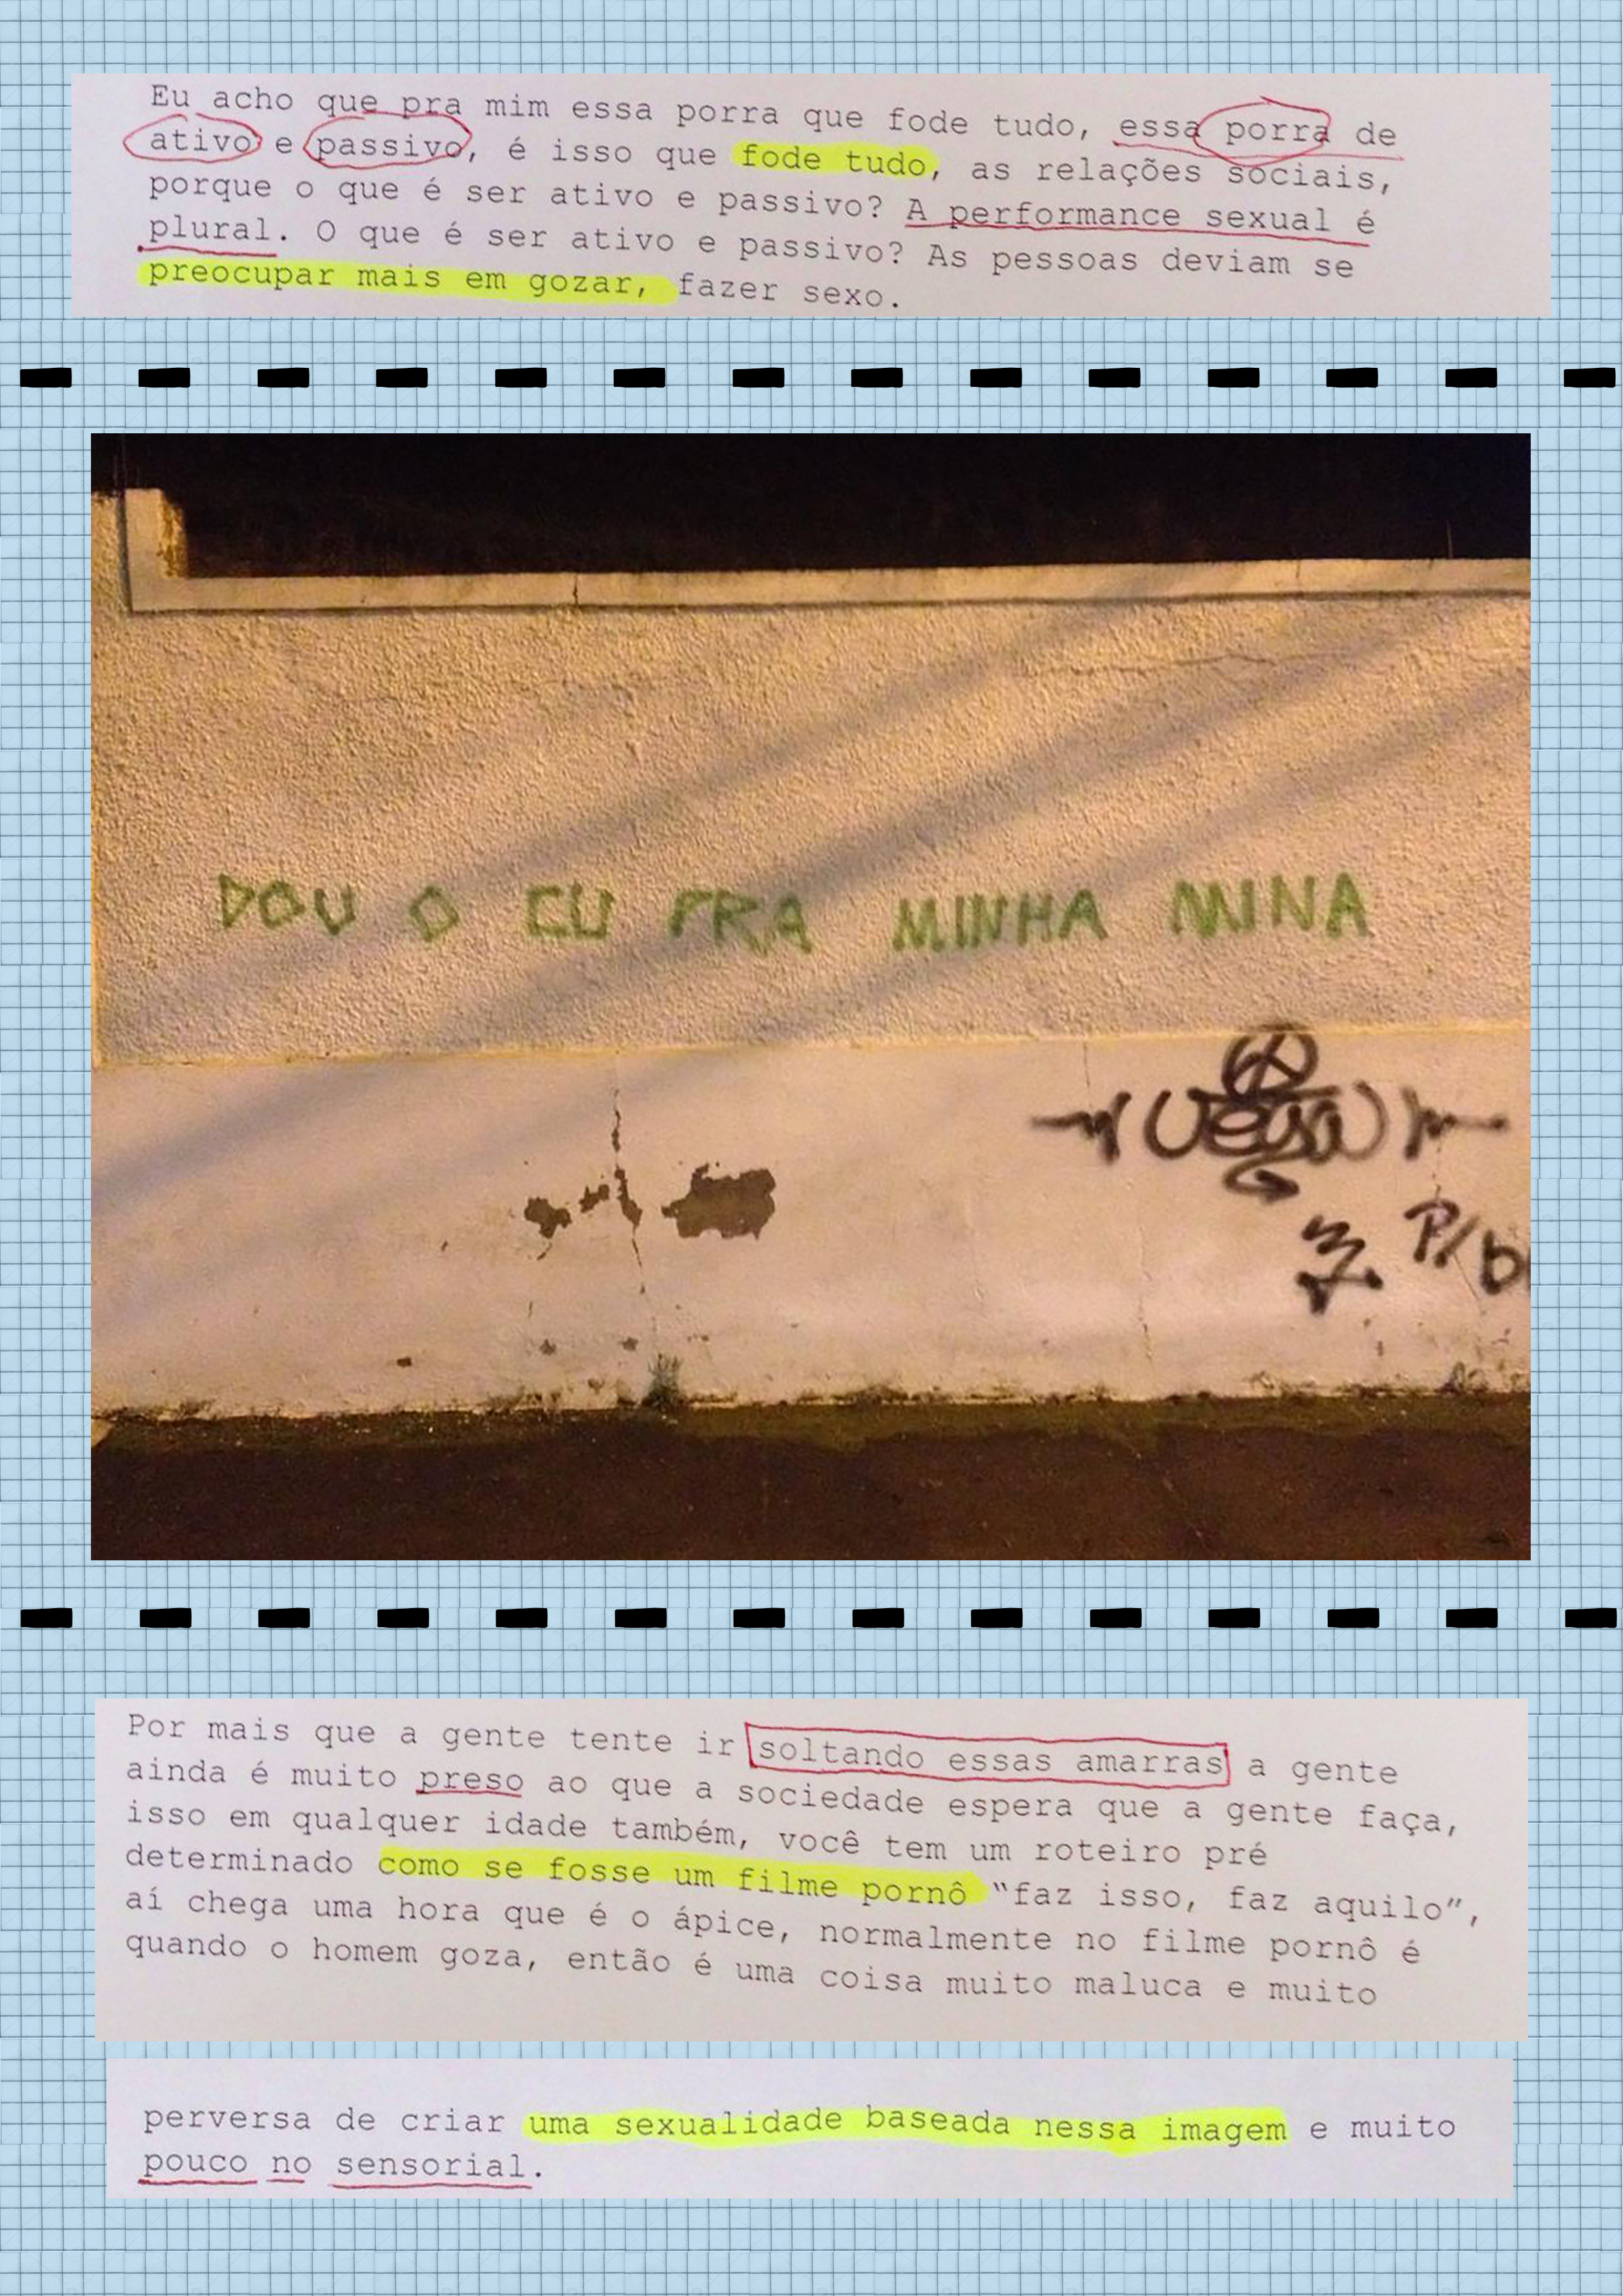 Eu acho que pra mim essa porra que fode tudo, essa porra de
ativo e passivo, é isso que fode tudo, as relações sociais,
porque o que é ser ativo e passivo? A performance sexual é
plural. O que é ser ativo e passivo? As pessoas deviam se
preocupar mais em gozar, fazer sexo.
DOU O CU PRA MINHA MINA
Por mais que a gente tente ir soltando essas amarras a gente
ainda é muito preso ao que a sociedade espera que a gente faça,
isso em qualquer idade também, você tem um roteiro pré
determinado como se fosse um filme pornô “faz isso, faz aquilo”,
aí chega uma hora que é o ápice, normalmente no filme pornô é
quando o homem goza, então é uma coisa muito maluca e muito
perversa de criar uma sexualidade baseada nessa imagem e muito
pouco no sensorial.